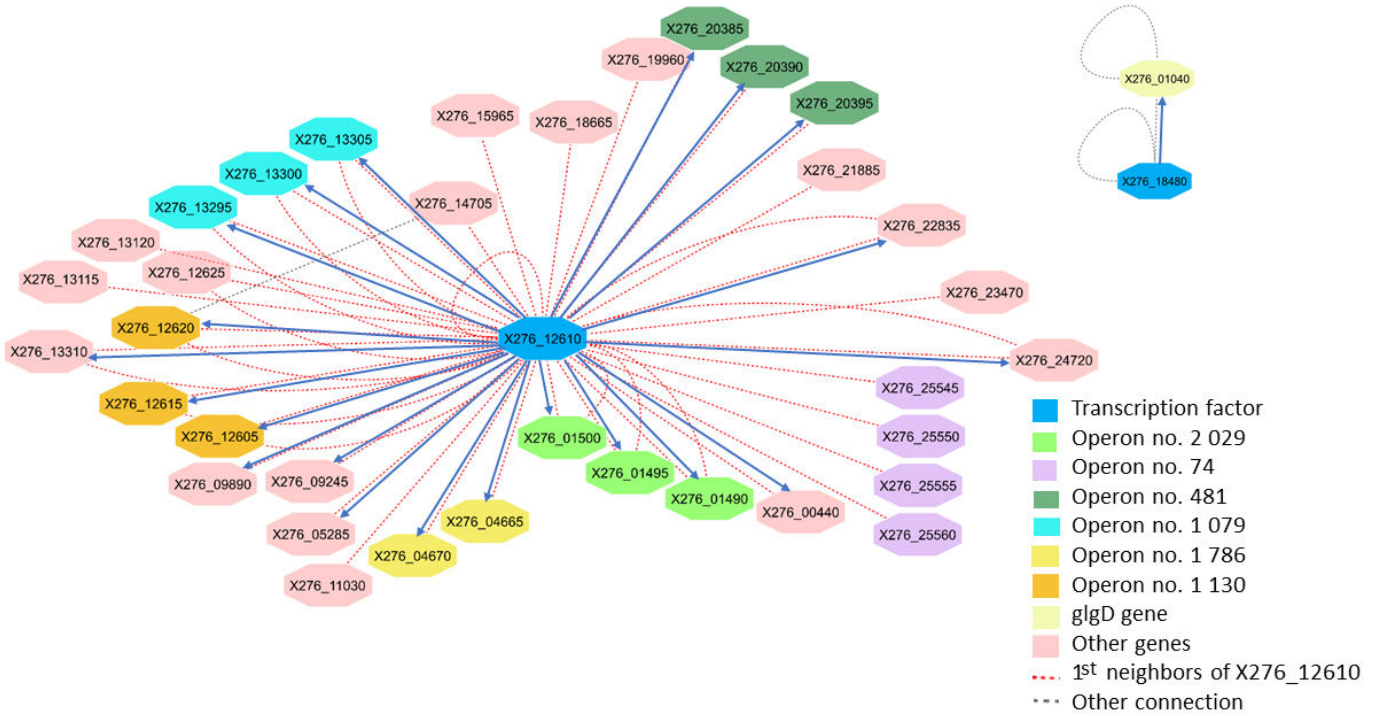 X276_20385
X276_19960
X276_20390
X276_20395
X276_15965
X276_18665
X276_13305
X276_13300
X276_21885
X276_13295
X276_14705
X276_22835
X276_13120
X276_13115
X276_12625
X276_23470
X276_12620
X276_12610
X276_13310
X276_24720
X276_25545
X276_12615
X276_12605
X276_01500
X276_25550
X276_09890
X276_09245
X276_01495
X276_01490
X276_25555
X276_00440
X276_05285
X276_04665
X276_25560
X276_04670
X276_11030
X276_01040
X276_18480
Transcription factor
Operon no. 2 029
Operon no. 74
Operon no. 481
Operon no. 1 079
Operon no. 1 786
Operon no. 1 130
glgD gene
Other genes
1st neighbors of X276_12610
Other connection